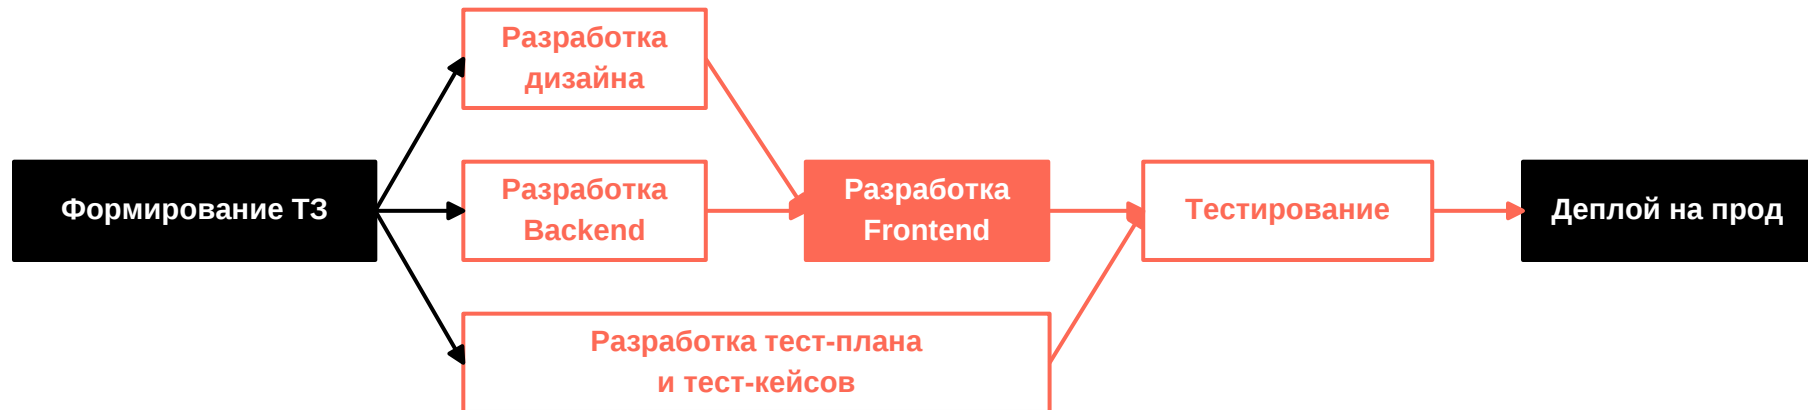 Разработка
дизайна
Формирование ТЗ
Разработка
Backend
Разработка
Frontend
Тестирование
Деплой на прод
Разработка тест-плана
и тест-кейсов